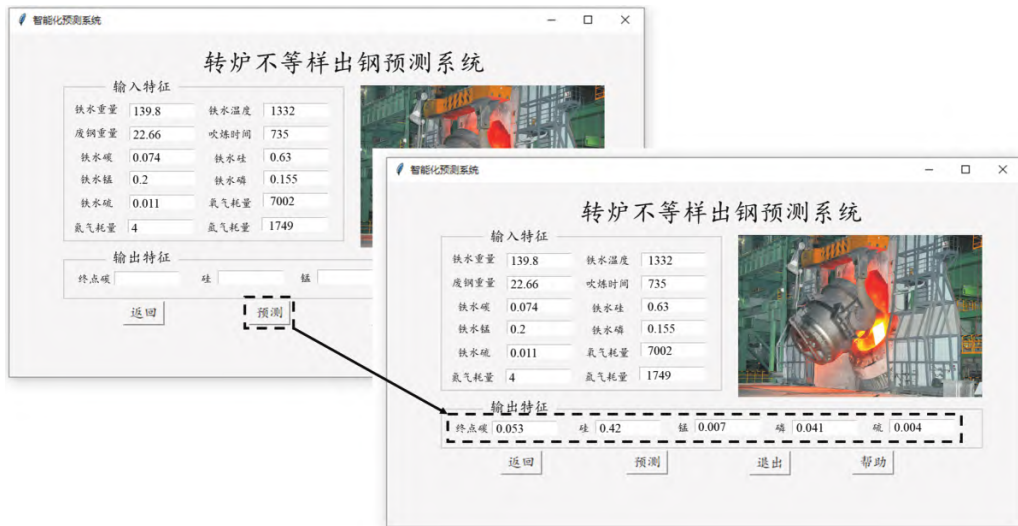 智能化预测系统
转炉不等样出钢预测系统
输入特征
铁水重量 139.8 铁水温度 1332
废钢重量 22.66 吹炼时间 735
铁水碳 0.074 铁水硅 0.63
铁水锰 0.2 铁水磷 0.155
铁水硫 0.011 氧气耗量 7002
氩气耗量 4 氮气耗量 1749
输出特征
终点碳 硅 锰
返回 预测
智能化预测系统
转炉不等样出钢预测系统
输入特征
铁水重量 139.8 铁水温度 1332
废钢重量 22.66 吹炼时间 735
铁水碳 0.074 铁水硅 0.63
铁水锰 0.2 铁水磷 0.155
铁水硫 0.011 氧气耗量 7002
氩气耗量 4 氮气耗量 1749
输出特征
终点碳 0.053 硅 0.42 锰 0.007 磷 0.041 硫 0.004
返回 预测 退出 帮助